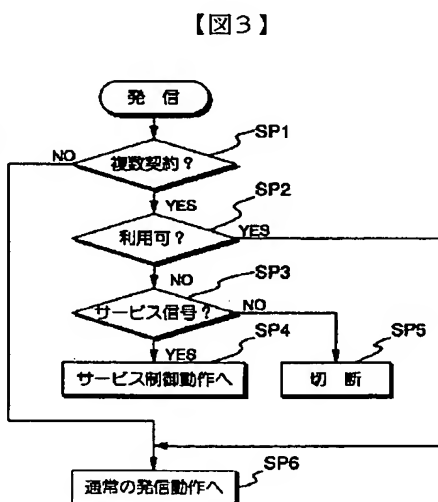 【図3】
発 信
SP1
NO
複数契約?
SP2
YES
利用可?
YES
SP3
NO
サービス信号?
NO
SP4
SP5
YES
サービス制御動作へ
切 断
SP6
通常の発信動作へ